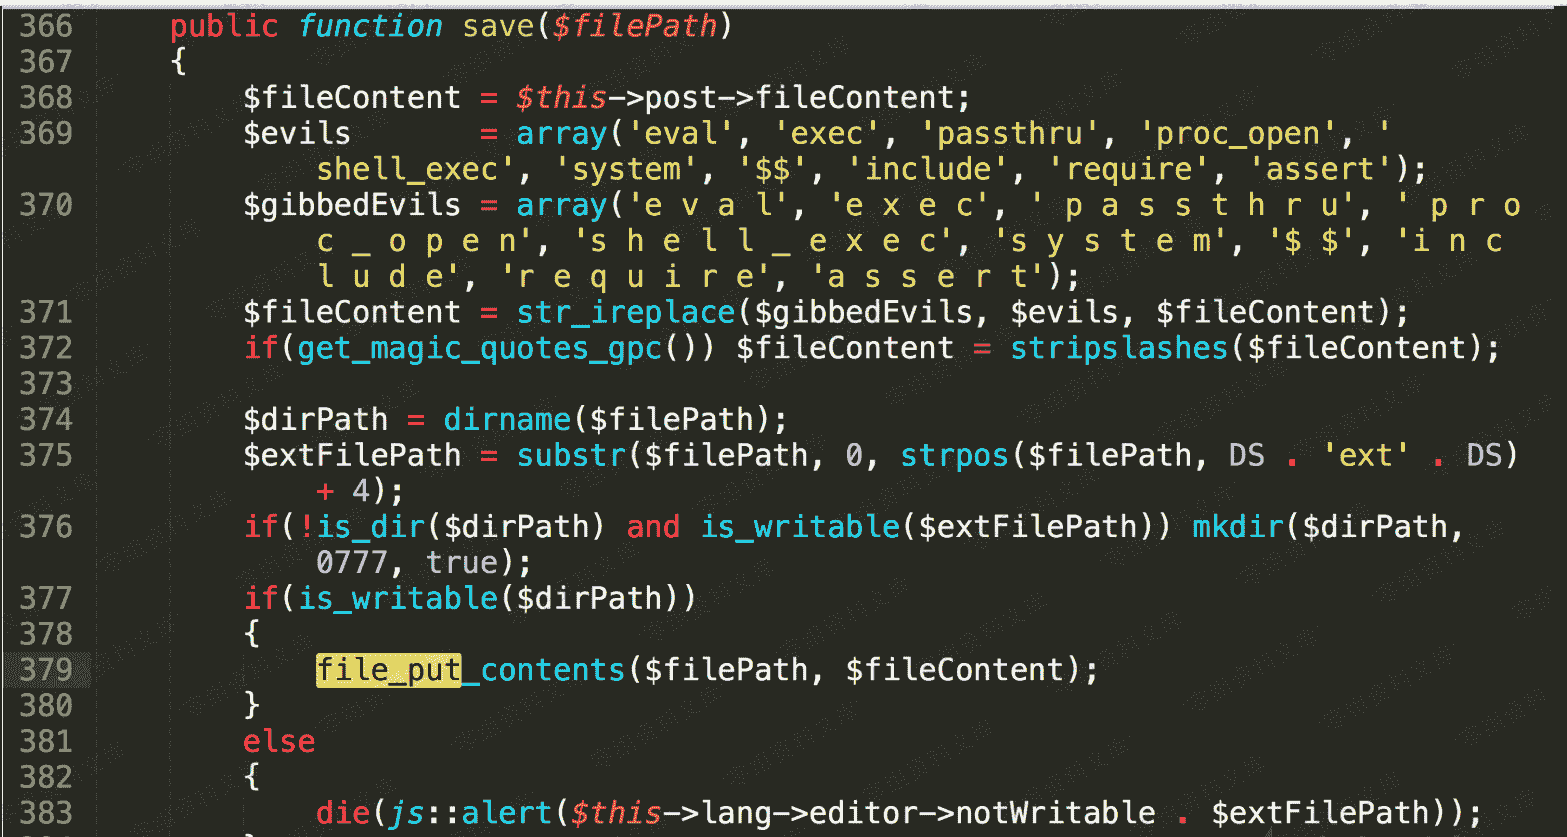 366 public function save($filePath)
367 {
368 $fileContent = $this->post->fileContent;
369 $evils = array('eval', 'exec', 'passthru', 'proc_open', '
shell_exec', 'system', '$$', 'include', 'require', 'assert');
370 $gibbedEvils = array('e v a l', 'e x e c', ' p a s s t h r u', ' p r o
c _ o p e n', 's h e l l _ e x e c', 's y s t e m', '$ $', 'i n c
l u d e', 'r e q u i r e', 'a s s e r t');
371 $fileContent = str_ireplace($gibbedEvils, $evils, $fileContent);
372 if(get_magic_quotes_gpc()) $fileContent = stripslashes($fileContent);
373
374 $dirPath = dirname($filePath);
375 $extFilePath = substr($filePath, 0, strpos($filePath, DS . 'ext' . DS)
+ 4);
376 if(!is_dir($dirPath) and is_writable($extFilePath)) mkdir($dirPath,
0777, true);
377 if(is_writable($dirPath))
378 {
379 file_put_contents($filePath, $fileContent);
380 }
381 else
382 {
383 die(js::alert($this->lang->editor->notWritable . $extFilePath));